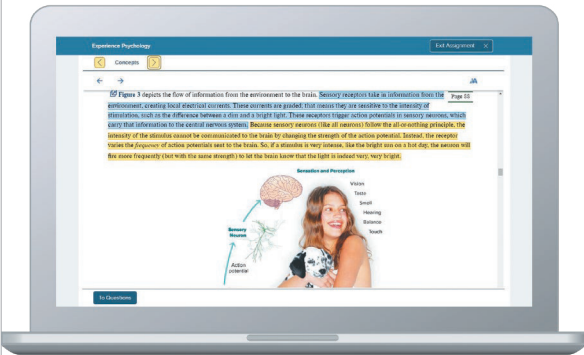 Experience Psychology
Exit Assignment ×
Concepts
AA
Figure 3 depicts the flow of information from the environment to the brain. Sensory receptors take in information from the
Page 88
environment, creating local electrical currents. These currents are graded; that means they are sensitive to the intensity of
stimulation, such as the difference between a dim and a bright light. These receptors trigger action potentials in sensory neurons, which
carry that information to the central nervous system. Because sensory neurons (like all neurons) follow the all-or-nothing principle, the
intensity of the stimulus cannot be communicated to the brain by changing the strength of the action potential. Instead, the receptor
varies the frequency of action potentials sent to the brain. So, if a stimulus is very intense, like the bright sun on a hot day, the neuron will
fire more frequently (but with the same strength) to let the brain know that the light is indeed very, very bright.
Sensation and Perception
Vision
Taste
Smell
Hearing
Balance
Touch
Sensory
Neuron
Action
potential
To Questions